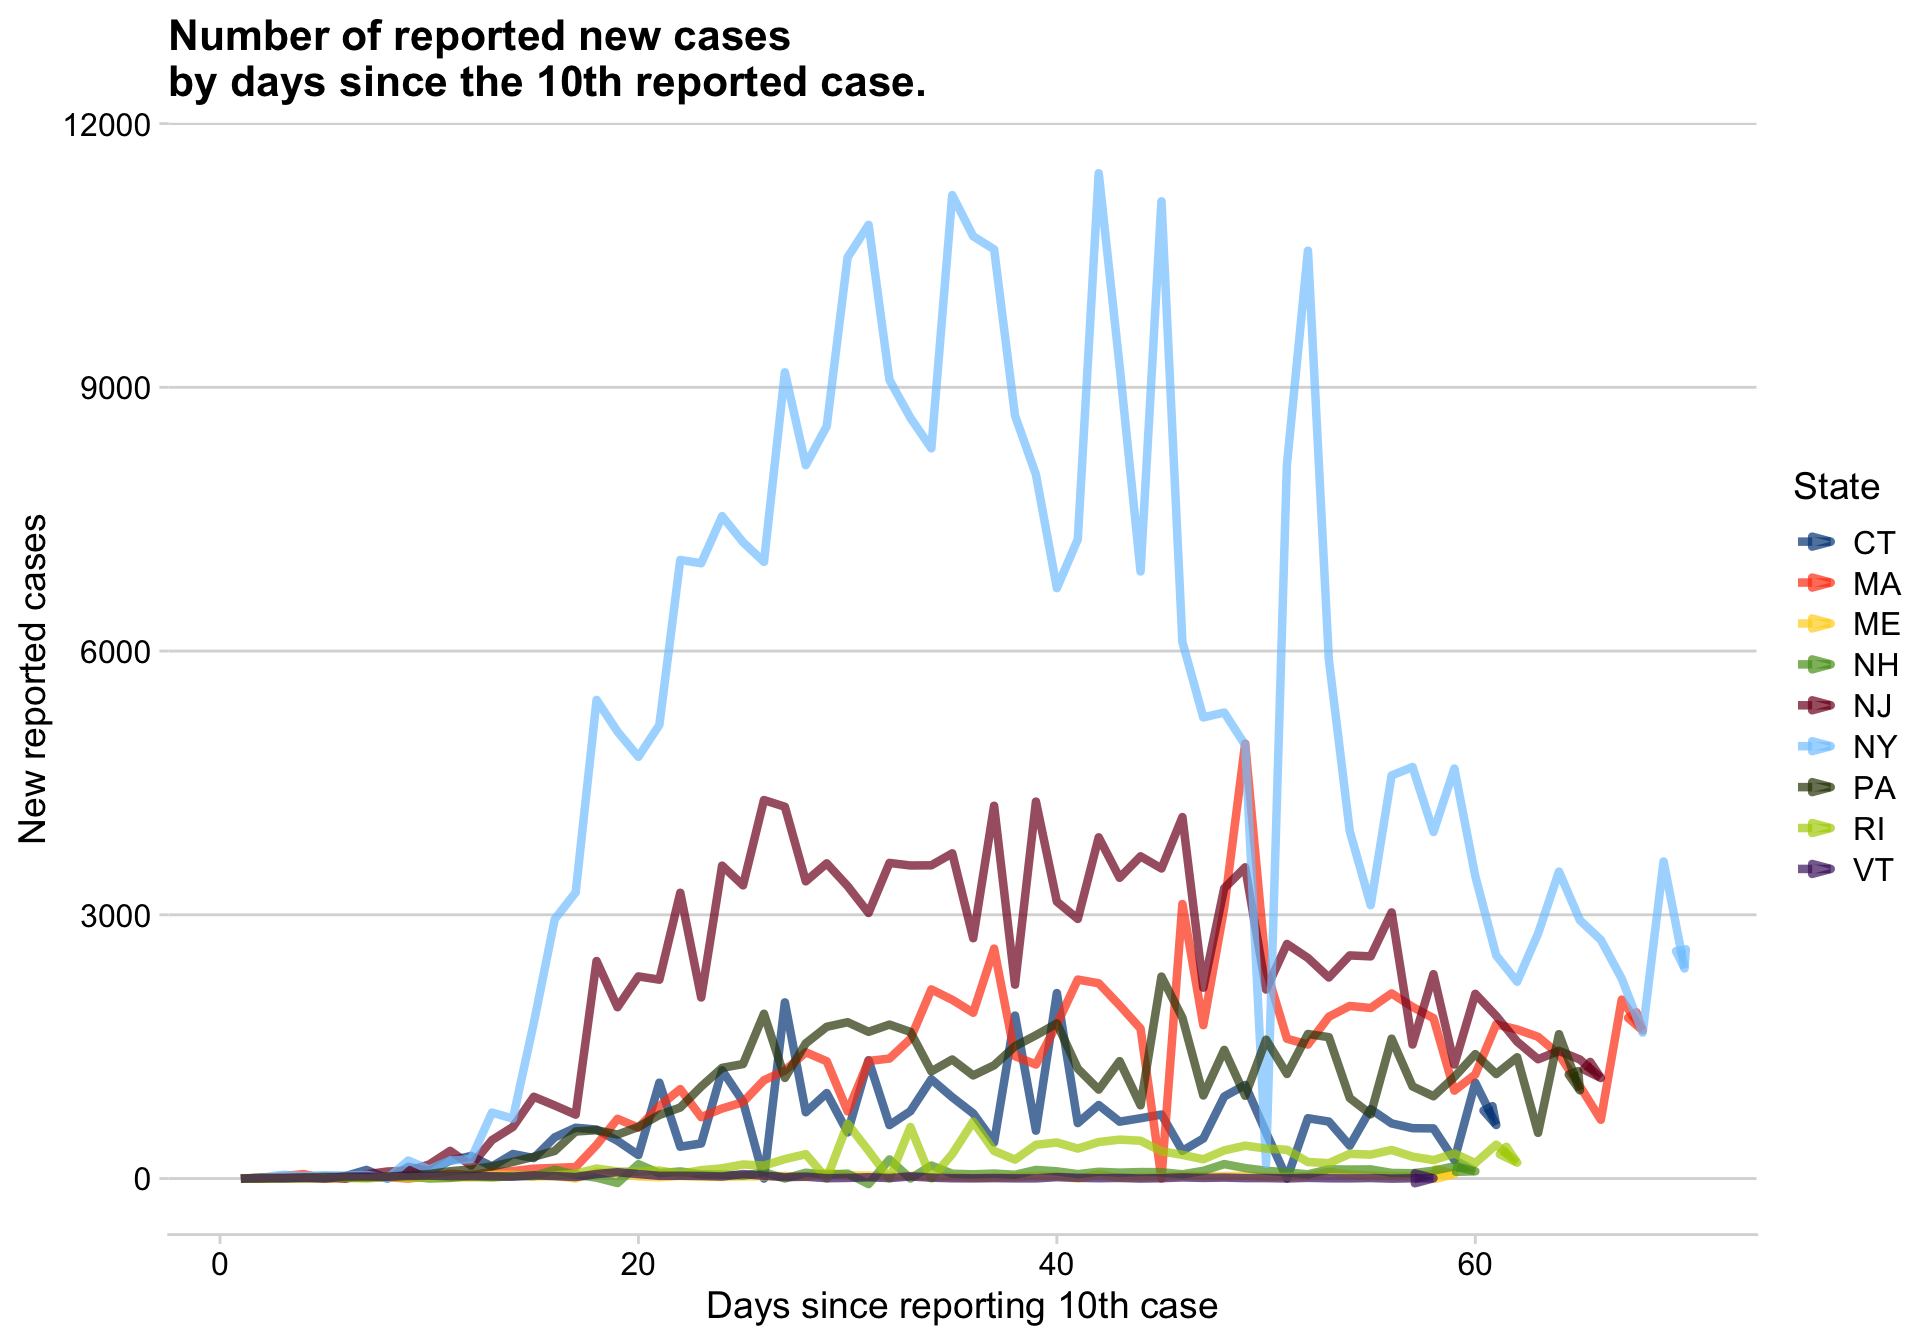 Number of reported new cases
by days since the 10th reported case.
12000
9000
6000
3000
0
New reported cases
0 20 40 60
Days since reporting 10th case
State
CT
MA
ME
NH
NJ
NY
PA
RI
VT